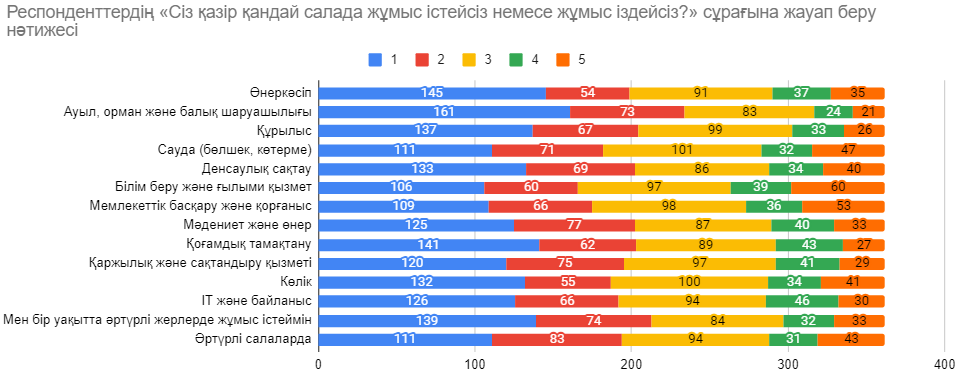 Респонденттердің «Сіз қазір қандай салада жұмыс істейсіз немесе жұмыс іздейсіз?» сұрағына жауап беру
нәтижесі
1 2 3 4 5
Өнеркәсіп 145 54 91 37 35
Ауыл, орман және балық шаруашылығы 161 73 83 24 21
Құрылыс 137 67 99 33 26
Сауда (бөлшек, көтерме) 111 71 101 32 47
Денсаулық сақтау 133 69 86 34 40
Білім беру және ғылыми қызмет 106 60 97 39 60
Мемлекеттік басқару және қорғаныс 109 66 98 36 53
Мәдениет және өнер 125 77 87 40 33
Қоғамдық тамақтану 141 62 89 43 27
Қаржылық және сақтандыру қызметі 120 75 97 41 29
Көлік 132 55 100 34 41
IT және байланыс 126 66 94 46 30
Мен бір уақытта әртүрлі жерлерде жұмыс істеймін 139 74 84 32 33
Әртүрлі салаларда 111 83 94 31 43
0 100 200 300 400